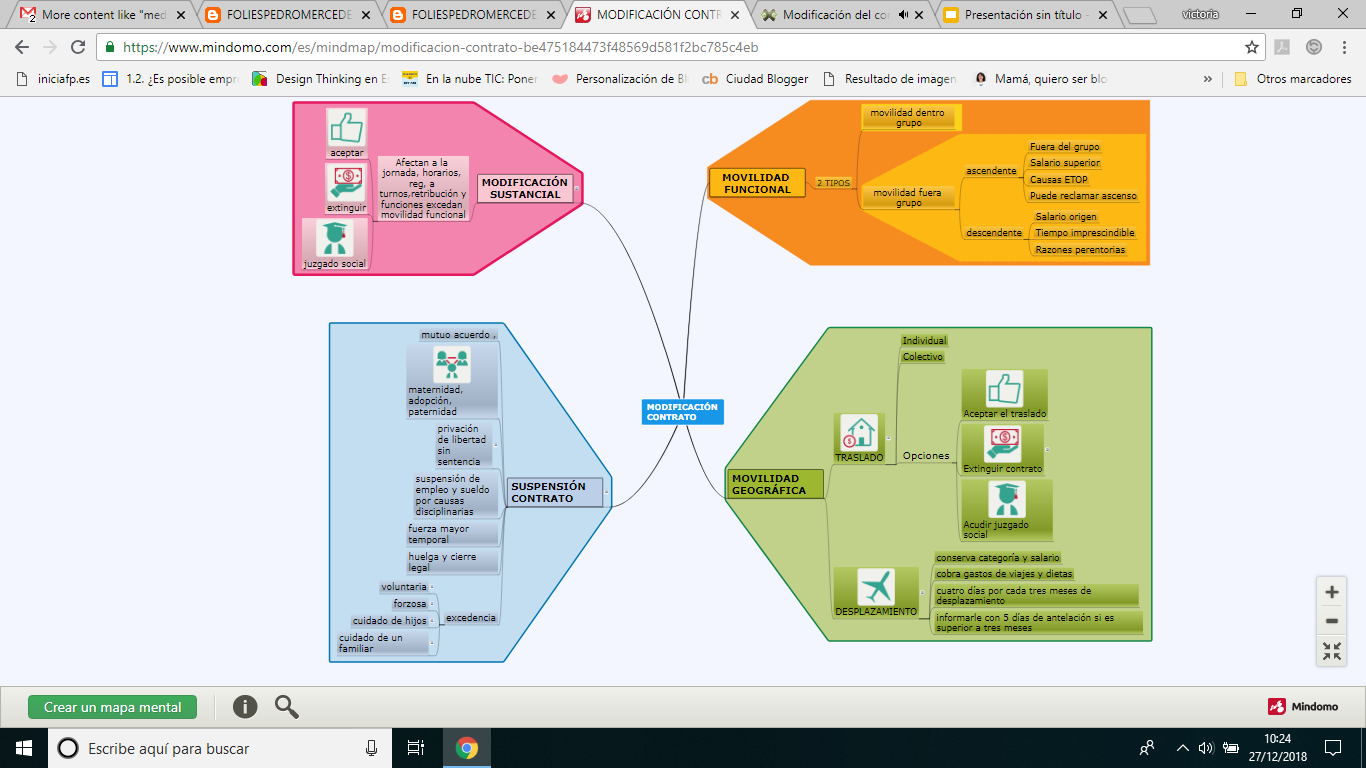 More content like "med
FOLIESPEDROMERCEDE
FOLIESPEDROMERCEDE
MODIFICACIÓN CONTR
Modificación del co
Presentación sin título -
victoria
https://www.mindomo.com/es/mindmap/modificacion-contrato-be475184473f48569d581f2bc785c4eb
iniciafp.es
1.2. ¿Es posible empr
Design Thinking en E
En la nube TIC: Poner
Personalización de Bl
Ciudad Blogger
Resultado de imagen
Mamá, quiero ser blo
»
Otros marcadores
aceptar
extinguir
juzgado social
Afectan a la
jornada, horarios,
reg, a
turnos,retribución y
funciones excedan
movilidad funcional
MODIFICACIÓN
SUSTANCIAL
MOVILIDAD
FUNCIONAL
2 TIPOS
movilidad dentro
grupo
movilidad fuera
grupo
ascendente
Fuera del grupo
Salario superior
Causas ETOP
Puede reclamar ascenso
descendente
Salario origen
Tiempo imprescindible
Razones perentorias
mutuo acuerdo ,
maternidad,
adopción,
paternidad
privación
de libertad
sin
sentencia
suspensión de
empleo y sueldo
por causas
disciplinarias
fuerza mayor
temporal
huelga y cierre
legal
voluntaria
forzosa
cuidado de hijos
cuidado de un
familiar
excedencia
SUSPENSIÓN
CONTRATO
MODIFICACIÓN
CONTRATO
MOVILIDAD
GEOGRÁFICA
TRASLADO
Individual
Colectivo
Opciones
Aceptar el traslado
Extinguir contrato
Acudir juzgado
social
DESPLAZAMIENTO
conserva categoría y salario
cobra gastos de viajes y dietas
cuatro días por cada tres meses de
desplazamiento
informarle con 5 días de antelación si es
superior a tres meses
Crear un mapa mental
Mindomo
Escribe aquí para buscar
10:24
27/12/2018